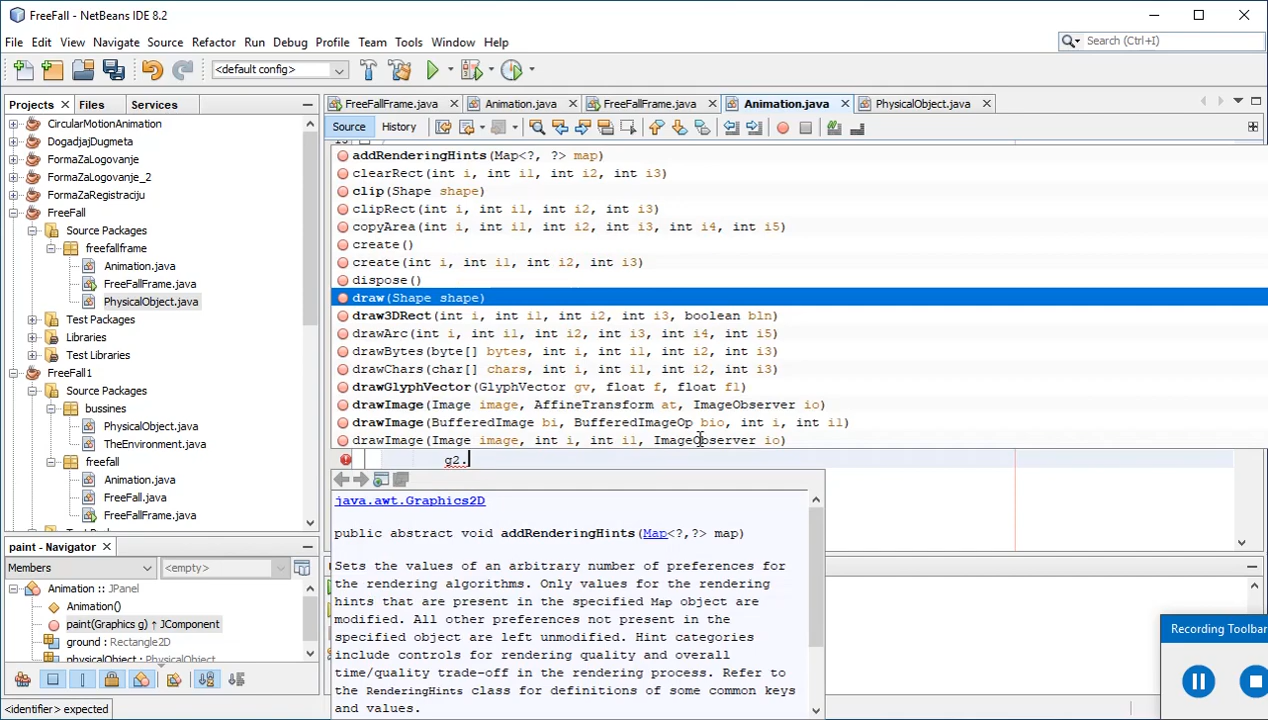 FreeFall - NetBeans IDE 8.2
File Edit View Navigate Source Refactor Run Debug Profile Team Tools Window Help
Search (Ctrl+I)
<default config>
Projects Files Services
FreeFallFrame.java Animation.java FreeFallFrame.java Animation.java PhysicalObject.java
Source History
CircularMotionAnimation
DogadjajDugmeta
FormaZaLogovanje
FormaZaLogovanje_2
FormaZaRegistraciju
FreeFall
Source Packages
freefallframe
Animation.java
FreeFallFrame.java
PhysicalObject.java
Test Packages
Libraries
Test Libraries
FreeFall1
Source Packages
bussines
PhysicalObject.java
TheEnvironment.java
freefall
Animation.java
FreeFall.java
FreeFallFrame.java
addRenderingHints(Map<?, ?> map)
clearRect(int i, int i1, int i2, int i3)
clip(Shape shape)
clipRect(int i, int i1, int i2, int i3)
copyArea(int i, int i1, int i2, int i3, int i4, int i5)
create()
create(int i, int i1, int i2, int i3)
dispose()
draw(Shape shape)
draw3DRect(int i, int i1, int i2, int i3, boolean bln)
drawArc(int i, int i1, int i2, int i3, int i4, int i5)
drawBytes(byte[] bytes, int i, int i1, int i2, int i3)
drawChars(char[] chars, int i, int i1, int i2, int i3)
drawGlyphVector(GlyphVector gv, float f, float f1)
drawImage(Image image, AffineTransform at, ImageObserver io)
drawImage(BufferedImage bi, BufferedImageOp bio, int i, int i1)
drawImage(Image image, int i, int i1, ImageObserver io)
g2.
java.awt.Graphics2D
public abstract void addRenderingHints(Map<?,?> map)
Sets the values of an arbitrary number of preferences for
the rendering algorithms. Only values for the rendering
hints that are present in the specified Map object are
modified. All other preferences not present in the
specified object are left unmodified. Hint categories
include controls for rendering quality and overall
time/quality trade-off in the rendering process. Refer to
the RenderingHints class for definitions of some common keys
and values.
paint - Navigator
Members <empty>
Animation :: JPanel
Animation()
paint(Graphics g) ↑ JComponent
ground : Rectangle2D
physicalObject : PhysicalObject
<identifier> expected
Recording Toolbar